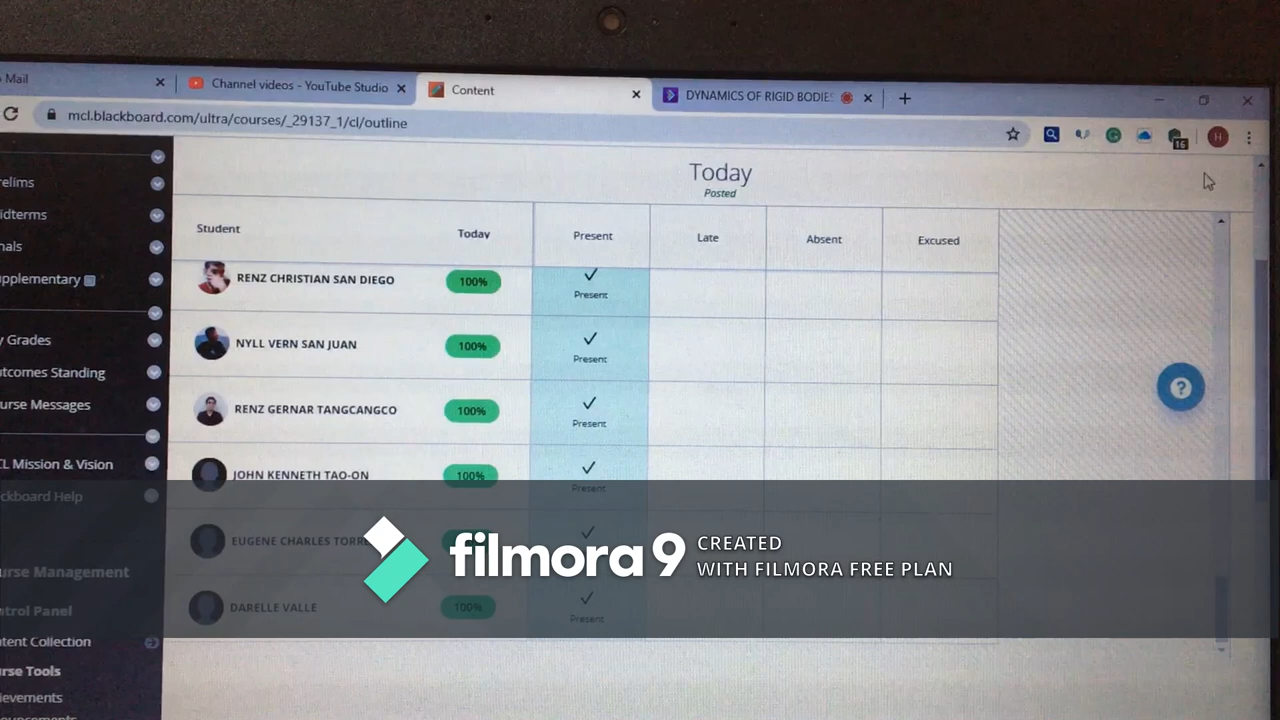 Mail
Channel videos - YouTube Studio
Content
DYNAMICS OF RIGID BODIES
mcl.blackboard.com/ultra/courses/_29137_1/cl/outline
16
H
Today
Posted
Student Today Present Late Absent Excused
RENZ CHRISTIAN SAN DIEGO 100% Present
NYLL VERN SAN JUAN 100% Present
RENZ GERNAR TANGCANGCO 100% Present
JOHN KENNETH TAO-ON 100% Present
EUGENE CHARLES
DARELLE VALLE 100% Present
relims
idterms
nals
upplementary
y Grades
utcomes Standing
urse Messages
CL Mission & Vision
ckboard Help
urse Management
ntrol Panel
ntent Collection
urse Tools
ievements
?
filmora9 CREATED
WITH FILMORA FREE PLAN